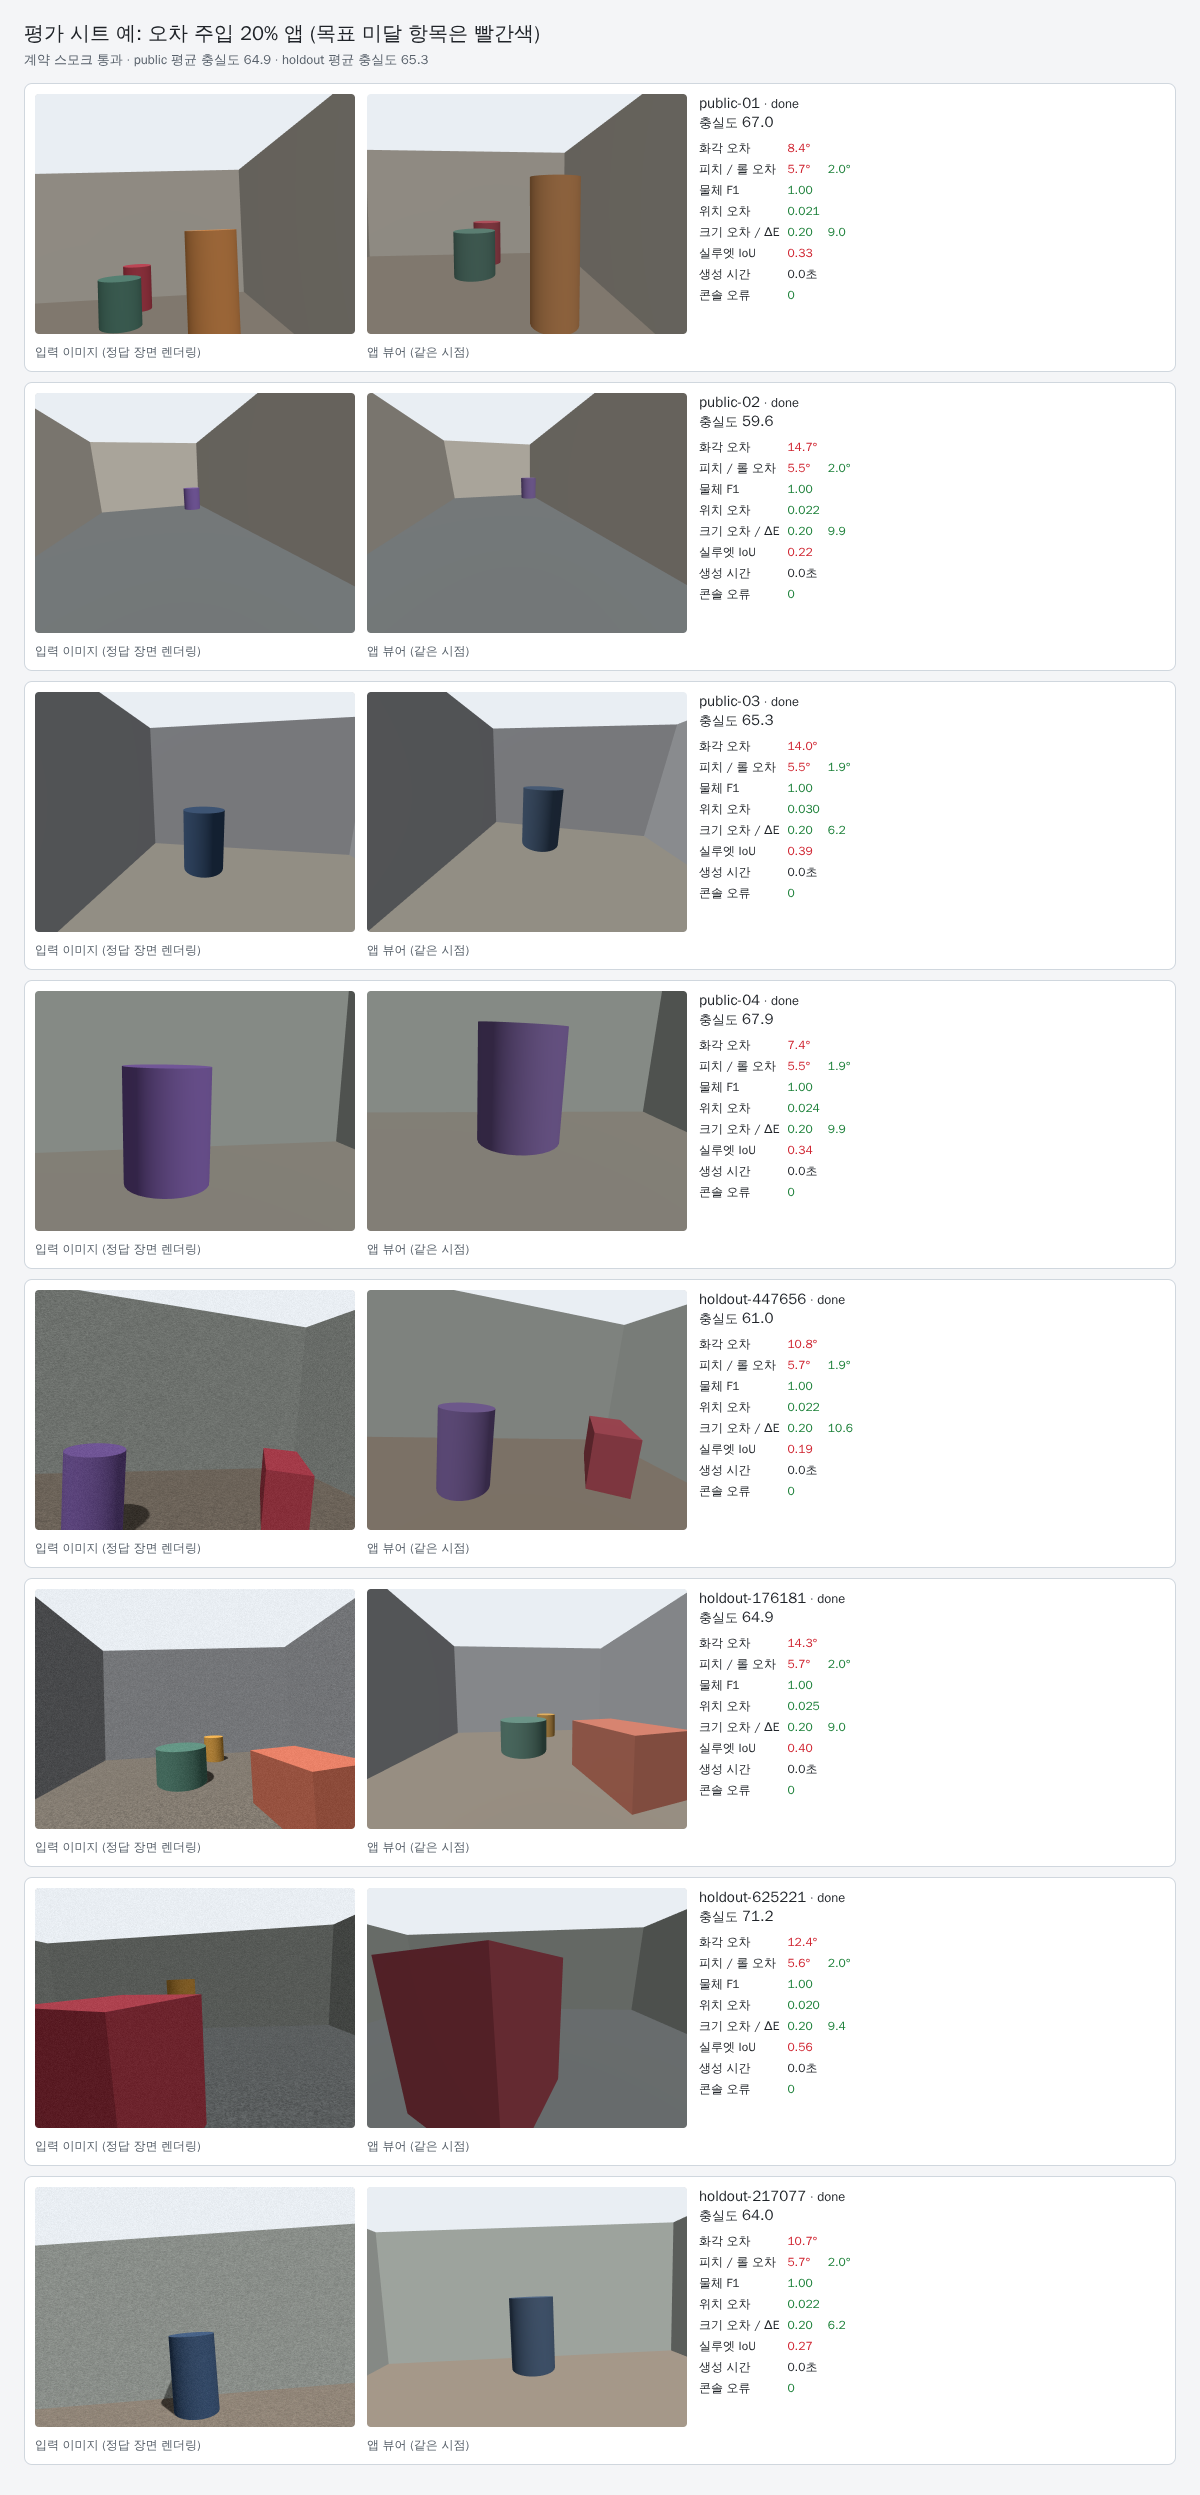 평가 시트 예: 오차 주입 20% 앱 (목표 미달 항목은 빨간색)
계약 스모크 통과 · public 평균 충실도 64.9 · holdout 평균 충실도 65.3
public-01 · done
충실도 67.0
화각 오차 8.4°
피치 / 롤 오차 5.7° 2.0°
물체 F1 1.00
위치 오차 0.021
크기 오차 / ΔE 0.20 9.0
실루엣 IoU 0.33
생성 시간 0.0초
콘솔 오류 0
입력 이미지 (정답 장면 렌더링)
앱 뷰어 (같은 시점)
public-02 · done
충실도 59.6
화각 오차 14.7°
피치 / 롤 오차 5.5° 2.0°
물체 F1 1.00
위치 오차 0.022
크기 오차 / ΔE 0.20 9.9
실루엣 IoU 0.22
생성 시간 0.0초
콘솔 오류 0
입력 이미지 (정답 장면 렌더링)
앱 뷰어 (같은 시점)
public-03 · done
충실도 65.3
화각 오차 14.0°
피치 / 롤 오차 5.5° 1.9°
물체 F1 1.00
위치 오차 0.030
크기 오차 / ΔE 0.20 6.2
실루엣 IoU 0.39
생성 시간 0.0초
콘솔 오류 0
입력 이미지 (정답 장면 렌더링)
앱 뷰어 (같은 시점)
public-04 · done
충실도 67.9
화각 오차 7.4°
피치 / 롤 오차 5.5° 1.9°
물체 F1 1.00
위치 오차 0.024
크기 오차 / ΔE 0.20 9.9
실루엣 IoU 0.34
생성 시간 0.0초
콘솔 오류 0
입력 이미지 (정답 장면 렌더링)
앱 뷰어 (같은 시점)
holdout-447656 · done
충실도 61.0
화각 오차 10.8°
피치 / 롤 오차 5.7° 1.9°
물체 F1 1.00
위치 오차 0.022
크기 오차 / ΔE 0.20 10.6
실루엣 IoU 0.19
생성 시간 0.0초
콘솔 오류 0
입력 이미지 (정답 장면 렌더링)
앱 뷰어 (같은 시점)
holdout-176181 · done
충실도 64.9
화각 오차 14.3°
피치 / 롤 오차 5.7° 2.0°
물체 F1 1.00
위치 오차 0.025
크기 오차 / ΔE 0.20 9.0
실루엣 IoU 0.40
생성 시간 0.0초
콘솔 오류 0
입력 이미지 (정답 장면 렌더링)
앱 뷰어 (같은 시점)
holdout-625221 · done
충실도 71.2
화각 오차 12.4°
피치 / 롤 오차 5.6° 2.0°
물체 F1 1.00
위치 오차 0.020
크기 오차 / ΔE 0.20 9.4
실루엣 IoU 0.56
생성 시간 0.0초
콘솔 오류 0
입력 이미지 (정답 장면 렌더링)
앱 뷰어 (같은 시점)
holdout-217077 · done
충실도 64.0
화각 오차 10.7°
피치 / 롤 오차 5.7° 2.0°
물체 F1 1.00
위치 오차 0.022
크기 오차 / ΔE 0.20 6.2
실루엣 IoU 0.27
생성 시간 0.0초
콘솔 오류 0
입력 이미지 (정답 장면 렌더링)
앱 뷰어 (같은 시점)